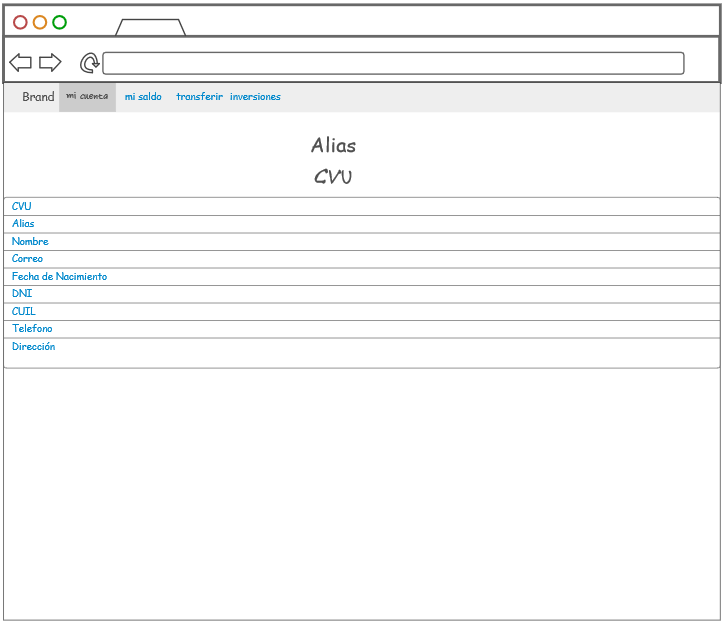 Brand mi cuenta mi saldo transferir inversiones
Alias
CVU
CVU
Alias
Nombre
Correo
Fecha de Nacimiento
DNI
CUIL
Telefono
Dirección